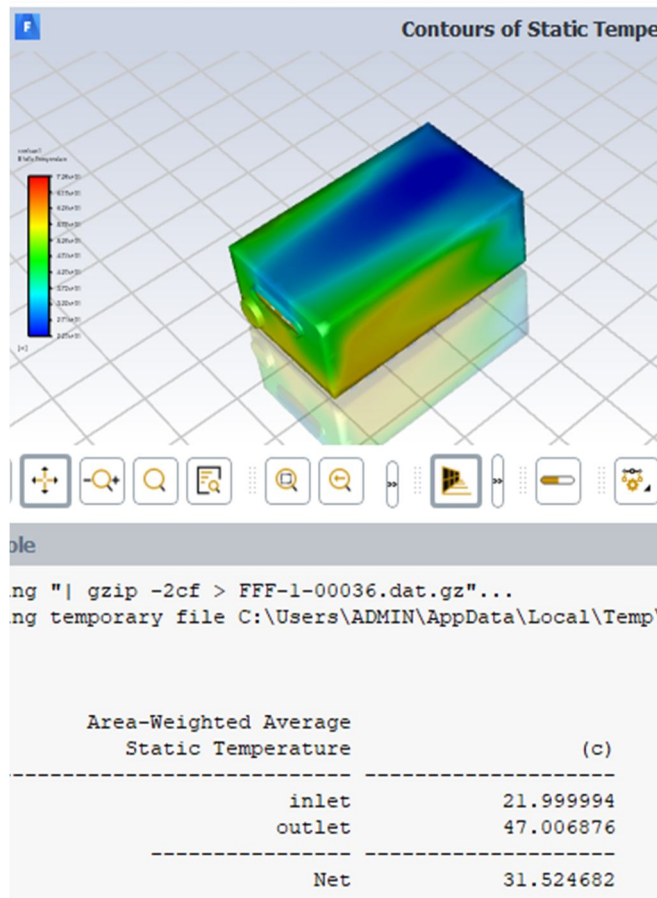 F
Contours of Static Tempe
ole
ng "| gzip -2cf > FFF-1-00036.dat.gz"...
ng temporary file C:\Users\ADMIN\AppData\Local\Temp\
Area-Weighted Average
Static Temperature (c)
-------------------------- --------------------
inlet 21.999994
outlet 47.006876
---------------- --------------------
Net 31.524682